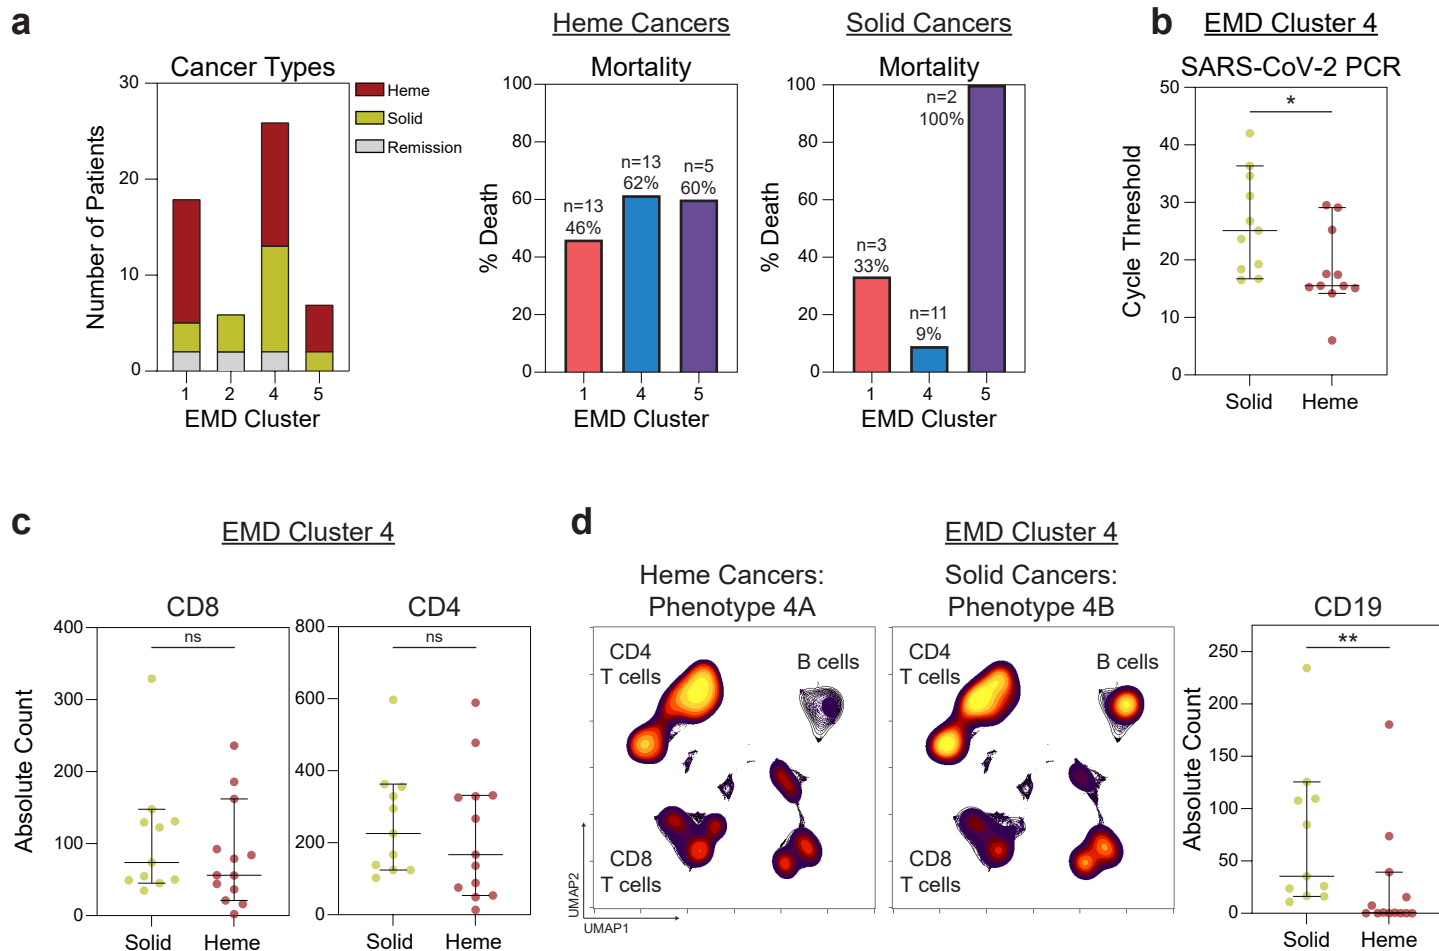 a
Cancer Types
Number of Patients
30
20
10
0
1 2 4 5
EMD Cluster
Heme
Solid
Remission
Heme Cancers
Mortality
% Death
100
80
60
40
20
0
n=13
46%
n=13
62%
n=5
60%
1 4 5
EMD Cluster
Solid Cancers
Mortality
% Death
100
80
60
40
20
0
n=3
33%
n=11
9%
n=2
100%
1 4 5
EMD Cluster
b
EMD Cluster 4
SARS-CoV-2 PCR
Cycle Threshold
50
40
30
20
10
0
*
Solid Heme
c
EMD Cluster 4
CD8
Absolute Count
400
300
200
100
0
ns
Solid Heme
CD4
800
600
400
200
0
ns
Solid Heme
d
EMD Cluster 4
Heme Cancers:
Phenotype 4A
CD4
T cells
B cells
CD8
T cells
UMAP2
UMAP1
Solid Cancers:
Phenotype 4B
CD4
T cells
B cells
CD8
T cells
CD19
Absolute Count
250
200
150
100
50
0
**
Solid Heme